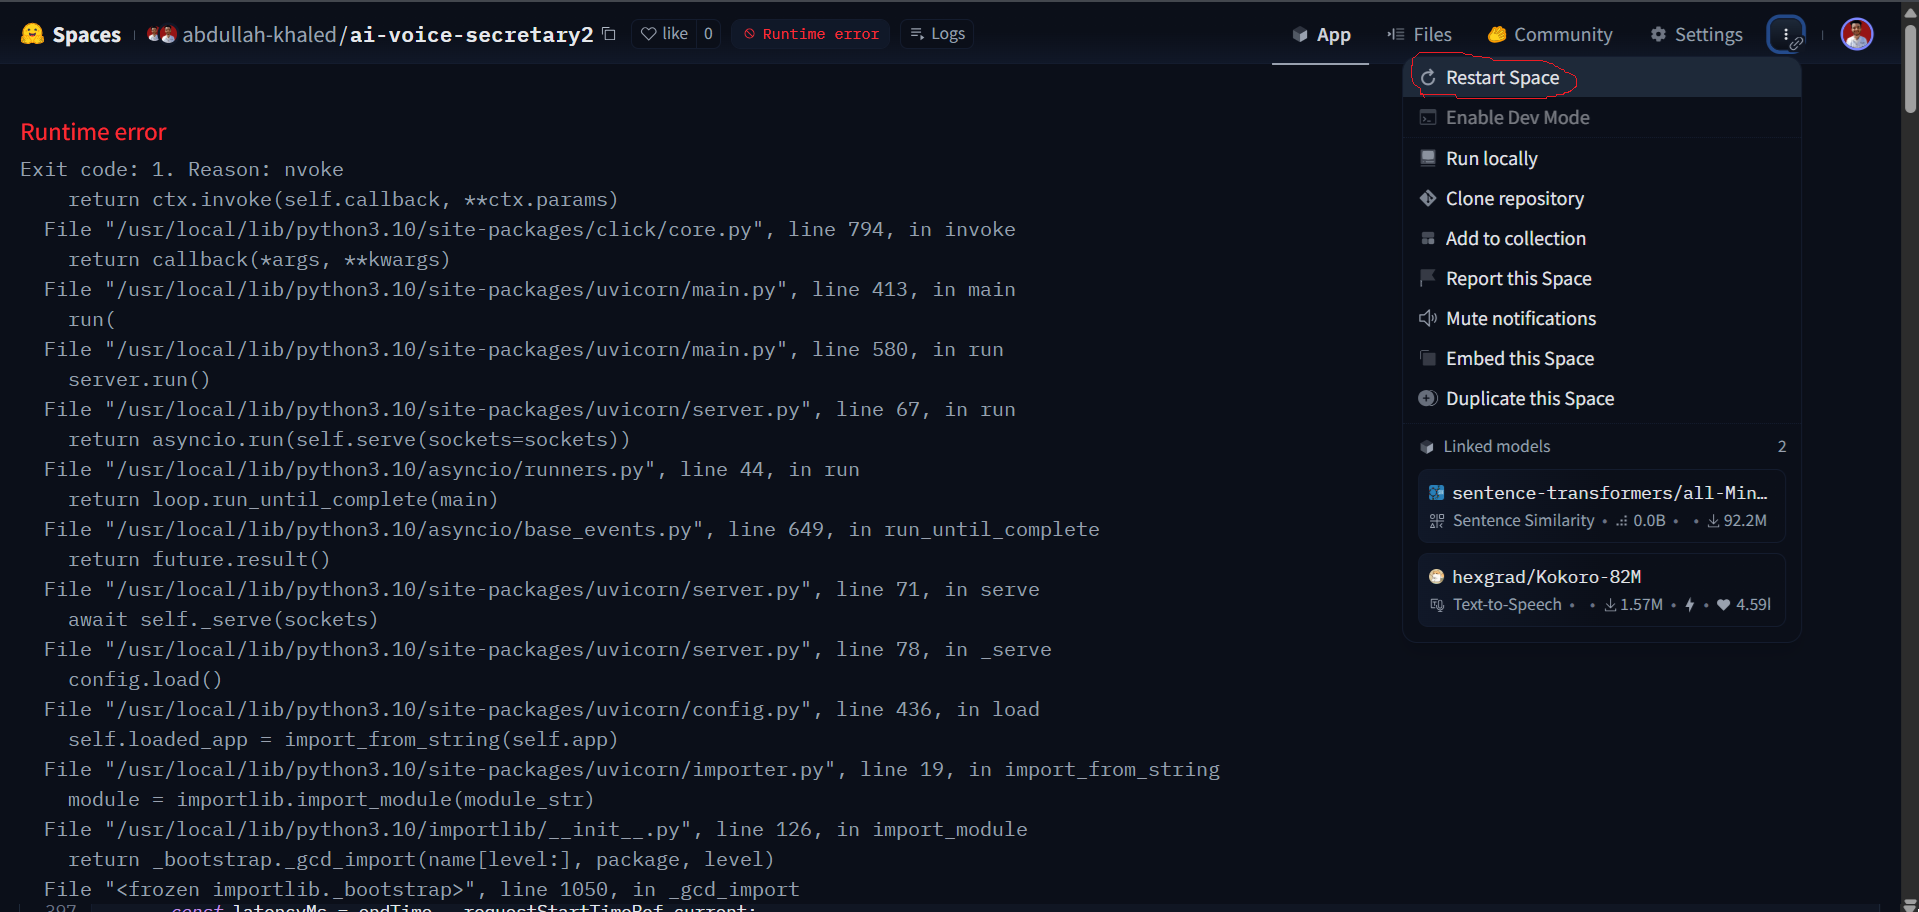 Spaces abdullah-khaled/ai-voice-secretary2 like 0 Runtime error Logs App Files Community Settings
Runtime error
Exit code: 1. Reason: nvoke
return ctx.invoke(self.callback, **ctx.params)
File "/usr/local/lib/python3.10/site-packages/click/core.py", line 794, in invoke
return callback(*args, **kwargs)
File "/usr/local/lib/python3.10/site-packages/uvicorn/main.py", line 413, in main
run(
File "/usr/local/lib/python3.10/site-packages/uvicorn/main.py", line 580, in run
server.run()
File "/usr/local/lib/python3.10/site-packages/uvicorn/server.py", line 67, in run
return asyncio.run(self.serve(sockets=sockets))
File "/usr/local/lib/python3.10/asyncio/runners.py", line 44, in run
return loop.run_until_complete(main)
File "/usr/local/lib/python3.10/asyncio/base_events.py", line 649, in run_until_complete
return future.result()
File "/usr/local/lib/python3.10/site-packages/uvicorn/server.py", line 71, in serve
await self._serve(sockets)
File "/usr/local/lib/python3.10/site-packages/uvicorn/server.py", line 78, in _serve
config.load()
File "/usr/local/lib/python3.10/site-packages/uvicorn/config.py", line 436, in load
self.loaded_app = import_from_string(self.app)
File "/usr/local/lib/python3.10/site-packages/uvicorn/importer.py", line 19, in import_from_string
module = importlib.import_module(module_str)
File "/usr/local/lib/python3.10/importlib/__init__.py", line 126, in import_module
return _bootstrap._gcd_import(name[level:], package, level)
File "<frozen importlib._bootstrap>", line 1050, in _gcd_import
397 const latencyMs = endTime - requestStartTimeRef.current;
Restart Space
Enable Dev Mode
Run locally
Clone repository
Add to collection
Report this Space
Mute notifications
Embed this Space
Duplicate this Space
Linked models 2
sentence-transformers/all-Min…
Sentence Similarity • 0.0B • • 92.2M
hexgrad/Kokoro-82M
Text-to-Speech • • 1.57M • • 4.59